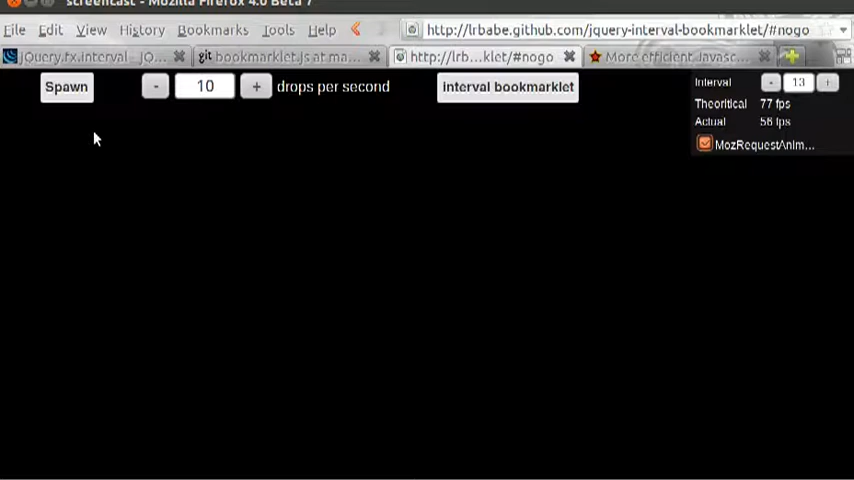 screencast - Mozilla Firefox 4.0 Beta 7
File Edit View History Bookmarks Tools Help http://lrbabe.github.com/jquery-interval-bookmarklet/#nogo
jQuery.fx.interval – jQ... git bookmarklet.js at ma... http://lrb...klet/#nogo More efficient Javasc...
Spawn - 10 + drops per second interval bookmarklet
Interval - 13 +
Theoritical 77 fps
Actual 56 fps
MozRequestAnim...